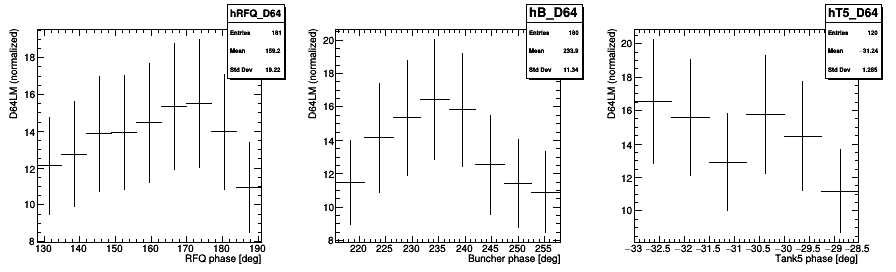 hRFQ_D64
Entries 181
Mean 159.2
Std Dev 19.22
D64LM (normalized)
18
16
14
12
10
8
130 140 150 160 170 180 190
RFQ phase [deg]
hB_D64
Entries 180
Mean 233.9
Std Dev 11.34
D64LM (normalized)
20
18
16
14
12
10
8
220 225 230 235 240 245 250 255
Buncher phase [deg]
hT5_D64
Entries 120
Mean -31.24
Std Dev 1.265
D64LM (normalized)
20
18
16
14
12
10
−33 −32.5 −32 −31.5 −31 −30.5 −30 −29.5 −29 −28.5
Tank5 phase [deg]